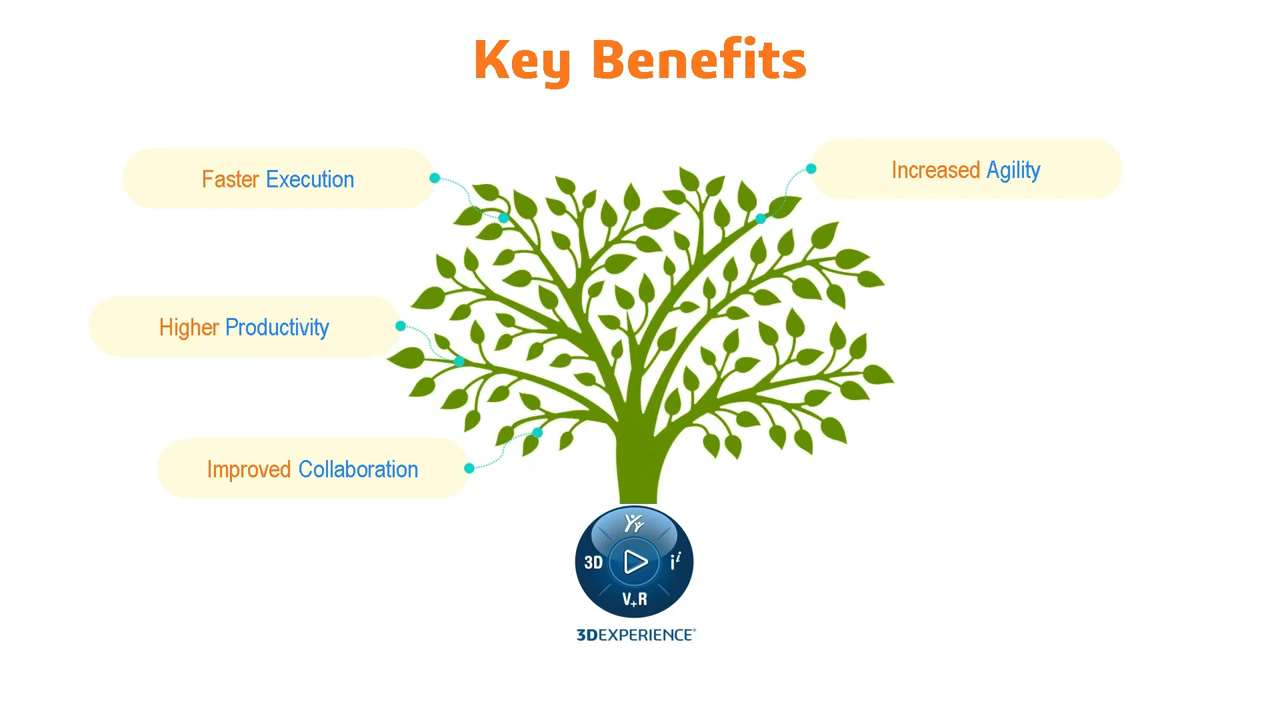 Key Benefits
Faster Execution
Increased Agility
Higher Productivity
Improved Collaboration
3D
i i
V+R
3DEXPERIENCE®